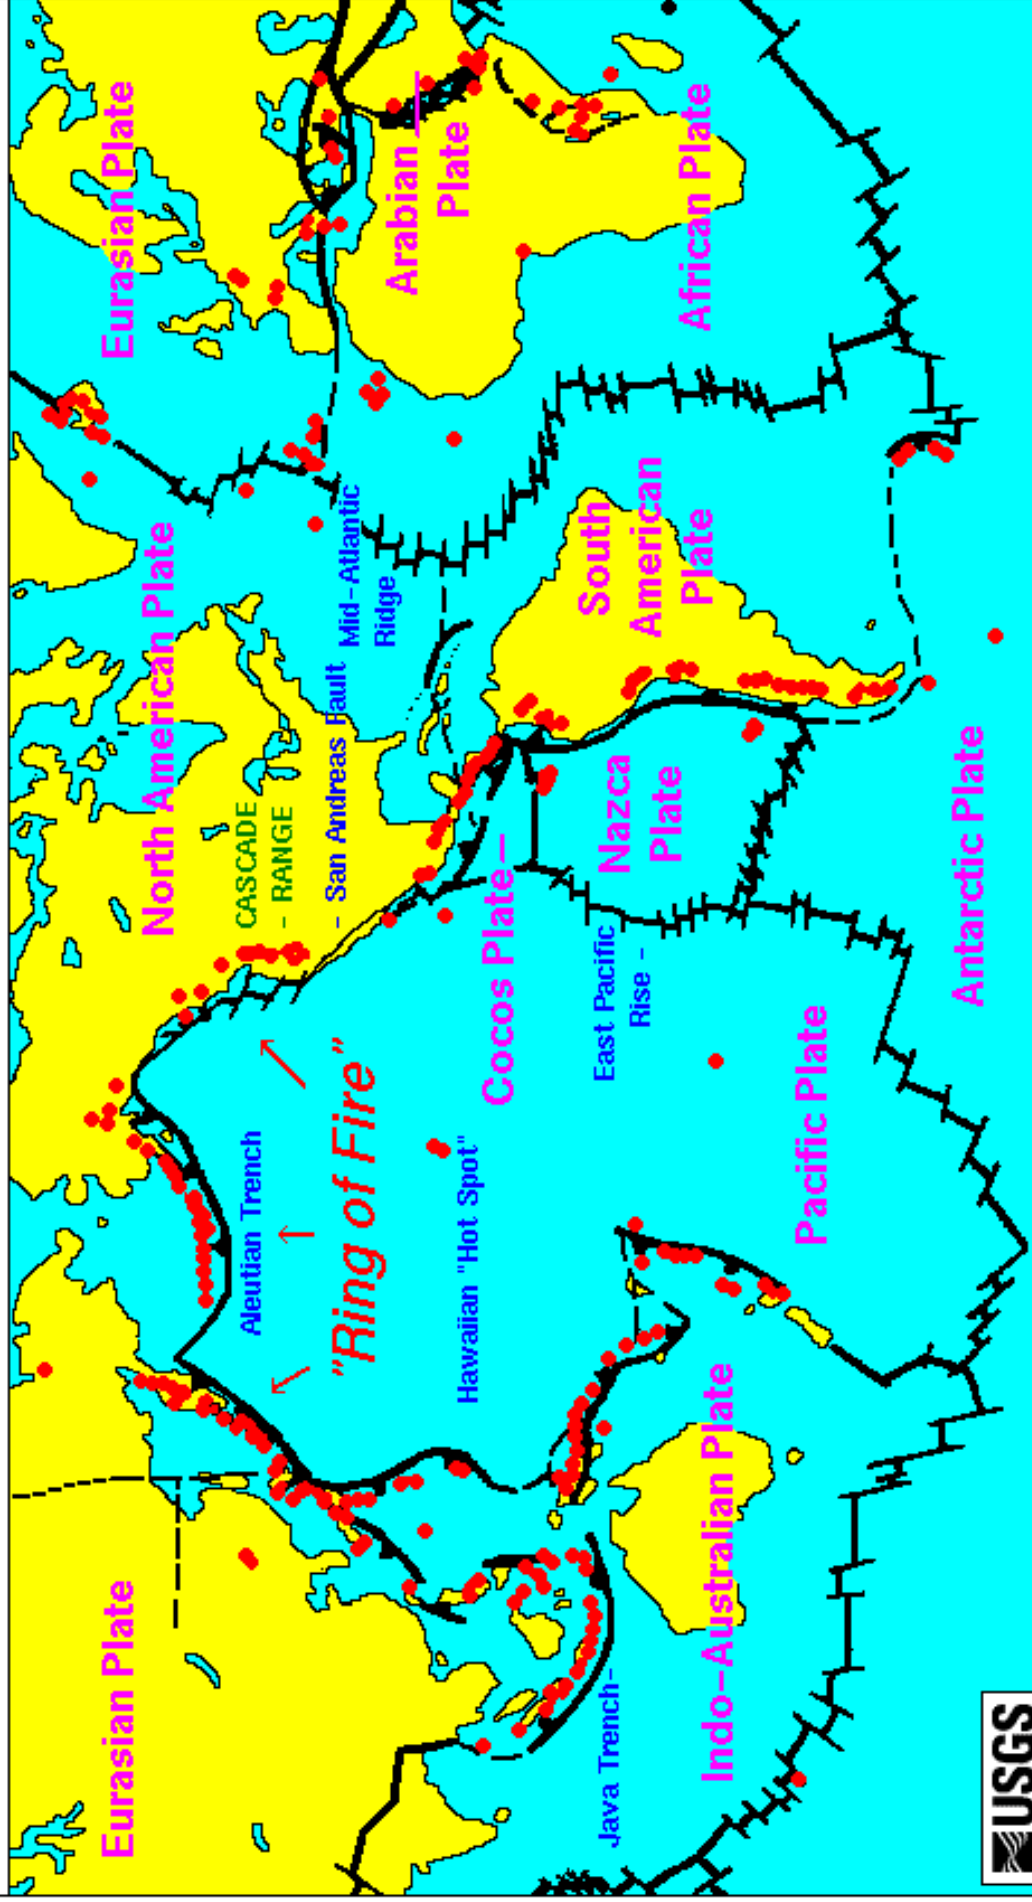 Eurasian Plate
North American Plate
Eurasian Plate
CASCADE
- RANGE
Aleutian Trench
- San Andreas Fault
Mid-Atlantic
Ridge
"Ring of Fire"
Arabian
Plate
Hawaiian "Hot Spot"
Cocos Plate
South
American
Plate
Java Trench-
East Pacific
Rise -
Nazca
Plate
African Plate
Indo-Australian Plate
Pacific Plate
Antarctic Plate
USGS